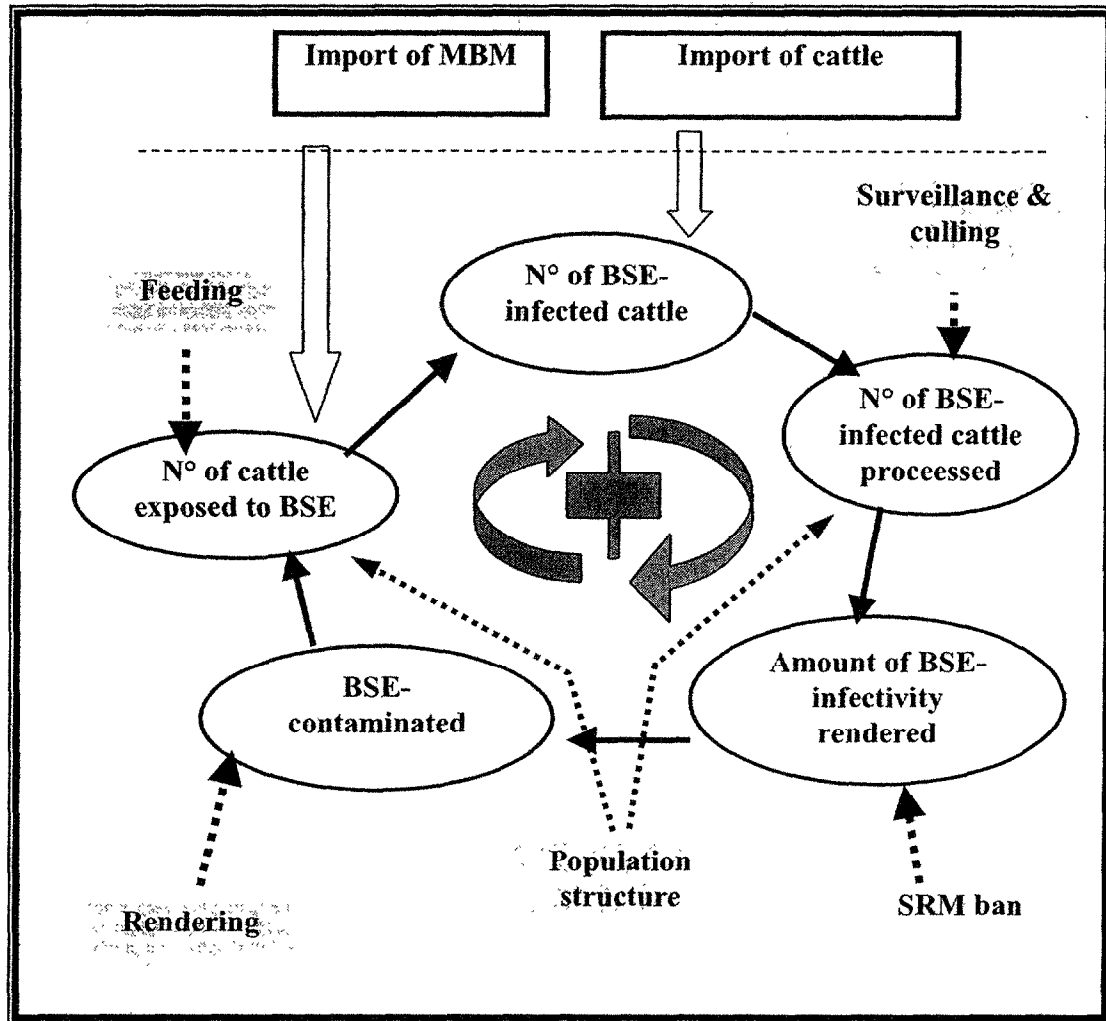 Import of MBM
Import of cattle
Surveillance &
culling
N° of BSE-
infected cattle
Feeding
N° of BSE-
infected cattle
proceessed
N° of cattle
exposed to BSE
BSE-
contaminated
Amount of BSE-
infectivity
rendered
Population
structure
Rendering
SRM ban